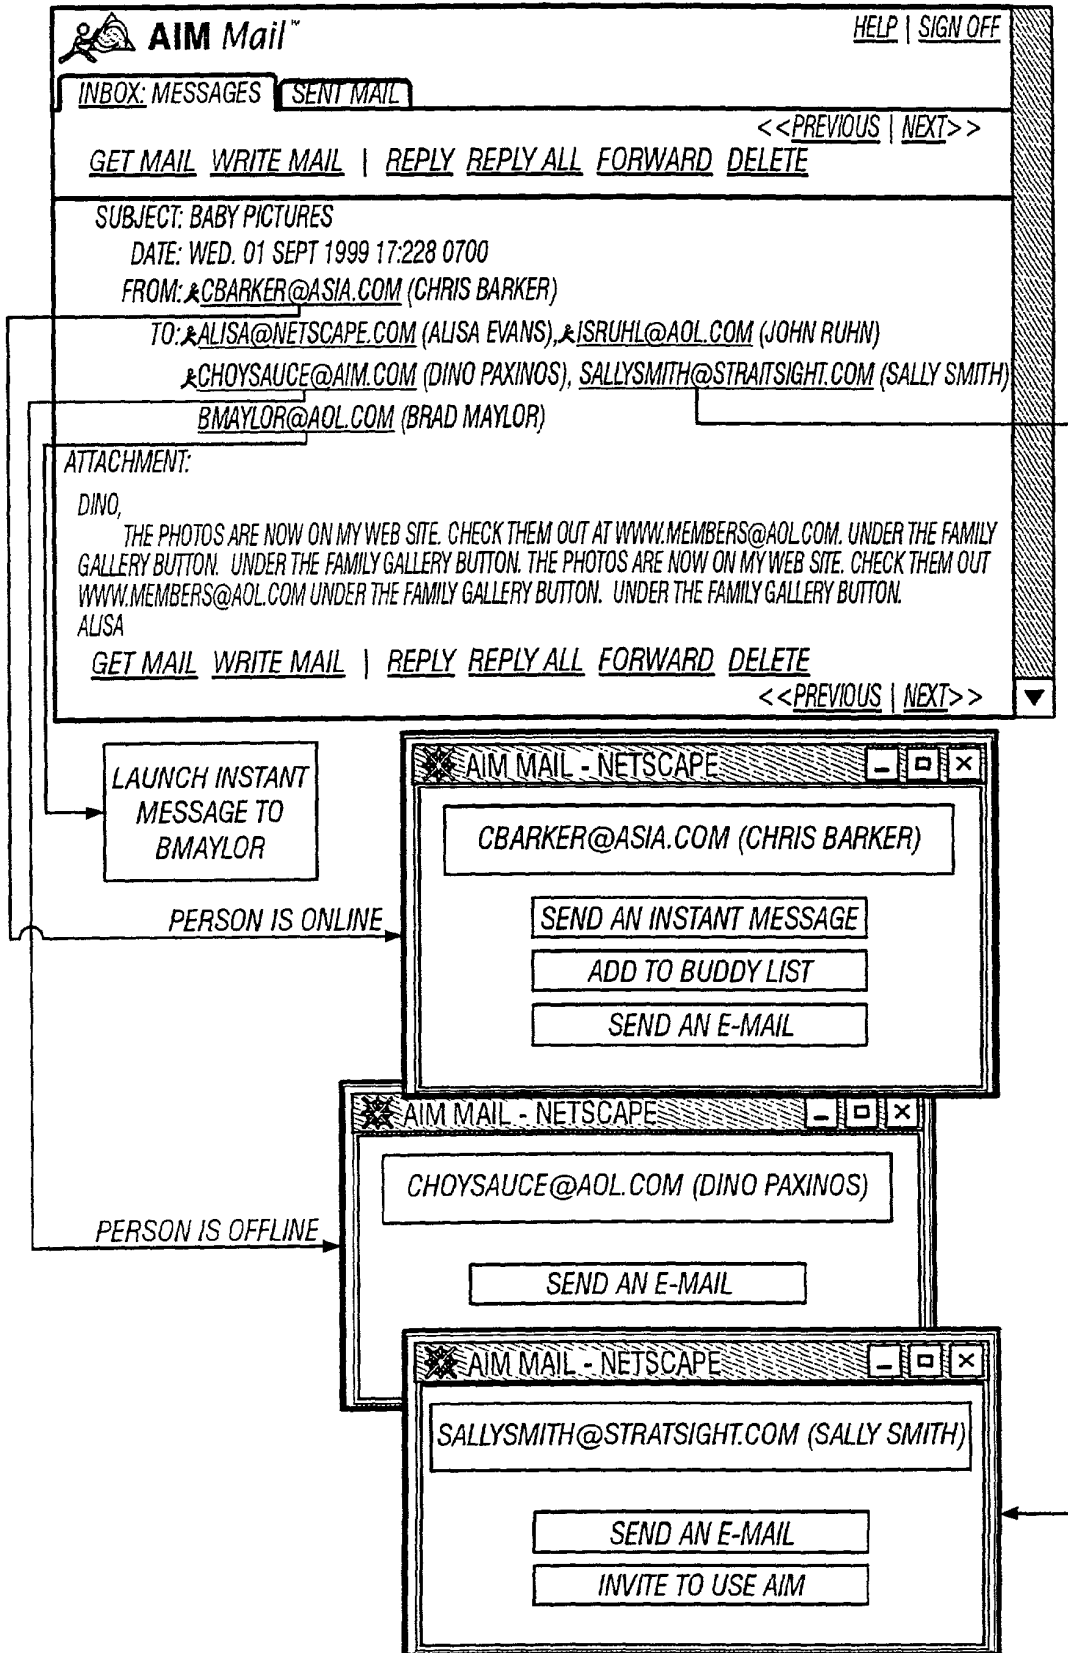 AIM Mail™
HELP | SIGN OFF
INBOX: MESSAGES SENT MAIL
<<PREVIOUS | NEXT>>
GET MAIL WRITE MAIL | REPLY REPLY ALL FORWARD DELETE
SUBJECT: BABY PICTURES
DATE: WED. 01 SEPT 1999 17:228 0700
FROM: CBARKER@ASIA.COM (CHRIS BARKER)
TO: ALISA@NETSCAPE.COM (ALISA EVANS), ISRUHL@AOL.COM (JOHN RUHN)
CHOYSAUCE@AIM.COM (DINO PAXINOS), SALLYSMITH@STRAITSIGHT.COM (SALLY SMITH)
BMAYLOR@AOL.COM (BRAD MAYLOR)
ATTACHMENT:
DINO,
THE PHOTOS ARE NOW ON MY WEB SITE. CHECK THEM OUT AT WWW.MEMBERS@AOL.COM. UNDER THE FAMILY
GALLERY BUTTON. UNDER THE FAMILY GALLERY BUTTON. THE PHOTOS ARE NOW ON MY WEB SITE. CHECK THEM OUT
WWW.MEMBERS@AOL.COM UNDER THE FAMILY GALLERY BUTTON. UNDER THE FAMILY GALLERY BUTTON.
ALISA
GET MAIL WRITE MAIL | REPLY REPLY ALL FORWARD DELETE
<<PREVIOUS | NEXT>>
LAUNCH INSTANT
MESSAGE TO
BMAYLOR
AIM MAIL - NETSCAPE
CBARKER@ASIA.COM (CHRIS BARKER)
SEND AN INSTANT MESSAGE
PERSON IS ONLINE
ADD TO BUDDY LIST
SEND AN E-MAIL
AIM MAIL - NETSCAPE
CHOYSAUCE@AOL.COM (DINO PAXINOS)
PERSON IS OFFLINE
SEND AN E-MAIL
AIM MAIL - NETSCAPE
SALLYSMITH@STRATSIGHT.COM (SALLY SMITH)
SEND AN E-MAIL
INVITE TO USE AIM